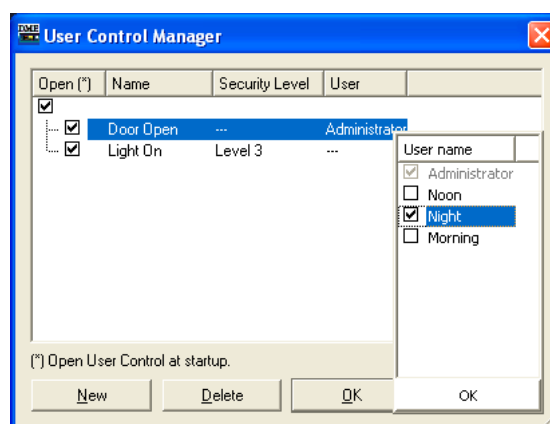 DME
User Control Manager
Open (*) Name Security Level User
Door Open --- Administrator
Light On Level 3 ---
User name
Administrator
Noon
Night
Morning
(*) Open User Control at startup.
New Delete OK OK